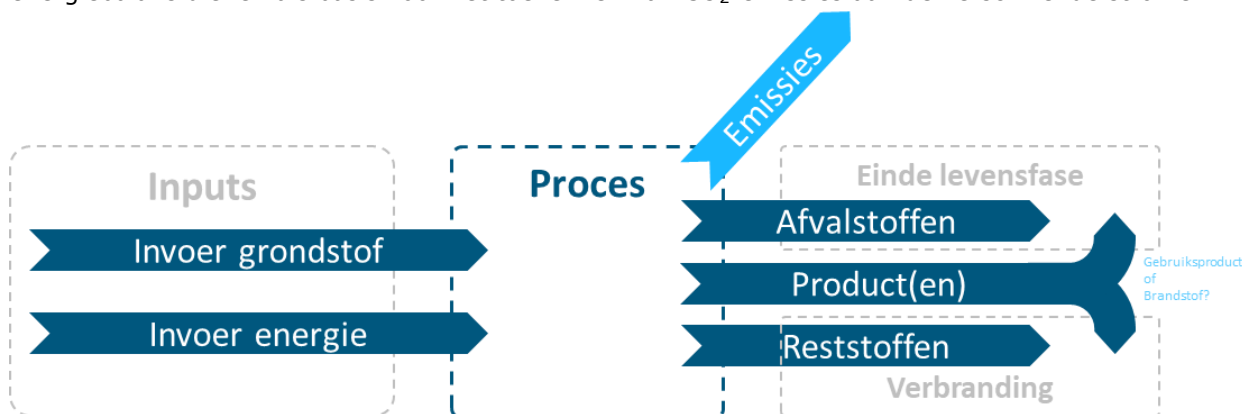 Emissies
Inputs
Proces
Einde levensfase
Afvalstoffen
Invoer grondstof
Gebruiksproduct
of
Brandstof?
Product(en)
Invoer energie
Reststoffen
Verbranding